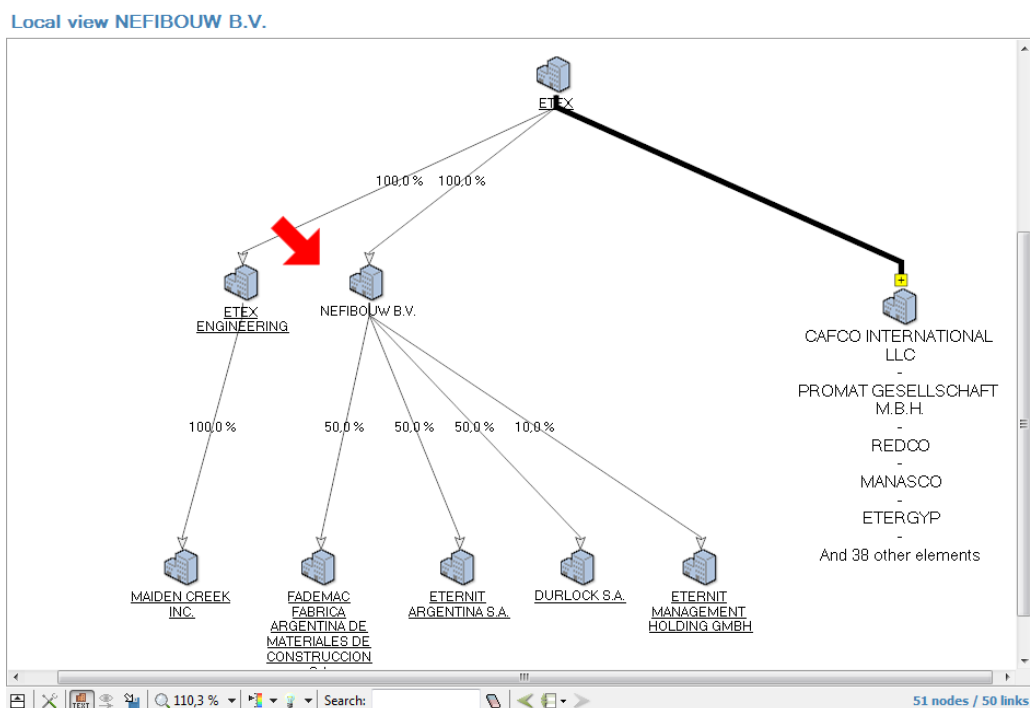 Local view NEFIBOUW B.V.
ETEX
100,0 % 100,0 %
ETEX
ENGINEERING
NEFIBOUW B.V.
CAFCO INTERNATIONAL
LLC
-
PROMAT GESELLSCHAFT
M.B.H.
-
REDCO
-
MANASCO
-
ETERGYP
-
And 38 other elements
100,0 % 50,0 % 50,0 % 50,0 % 10,0 %
MAIDEN CREEK
INC.
FADEMAC
FABRICA
ARGENTINA DE
MATERIALES DE
CONSTRUCCION
ETERNIT
ARGENTINA S.A.
DURLOCK S.A.
ETERNIT
MANAGEMENT
HOLDING GMBH
TEXT 110,3 % Search: 51 nodes / 50 links